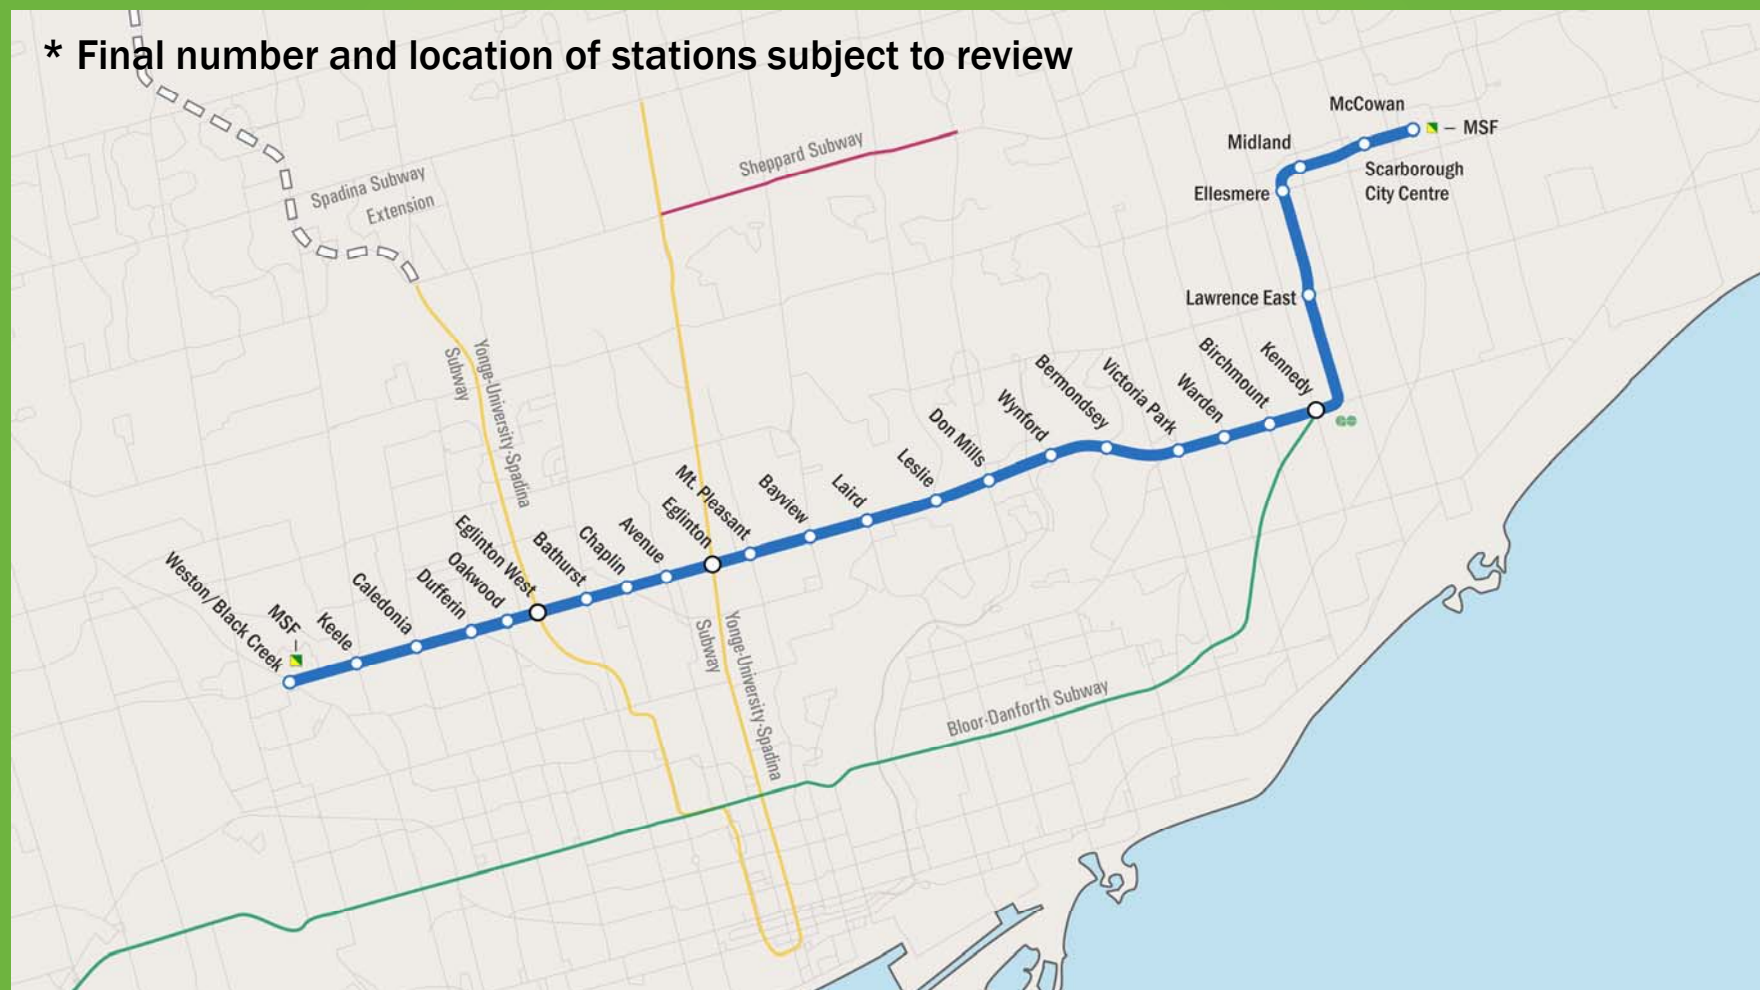 * Final number and location of stations subject to review
McCowan
– MSF
Midland
Scarborough
City Centre
Ellesmere
Sheppard Subway
Spadina Subway
Extension
Lawrence East
Yonge-University-Spadina
Subway
Kennedy
Birchmount
Warden
Victoria Park
Bermondsey
Wynford
Don Mills
Leslie
Laird
Bayview
Mt. Pleasant
Eglinton
Avenue
Chaplin
Bathurst
Eglinton West
Oakwood
Dufferin
Caledonia
Keele
MSF –
Weston/Black Creek
Yonge-University-Spadina
Subway
Bloor-Danforth Subway